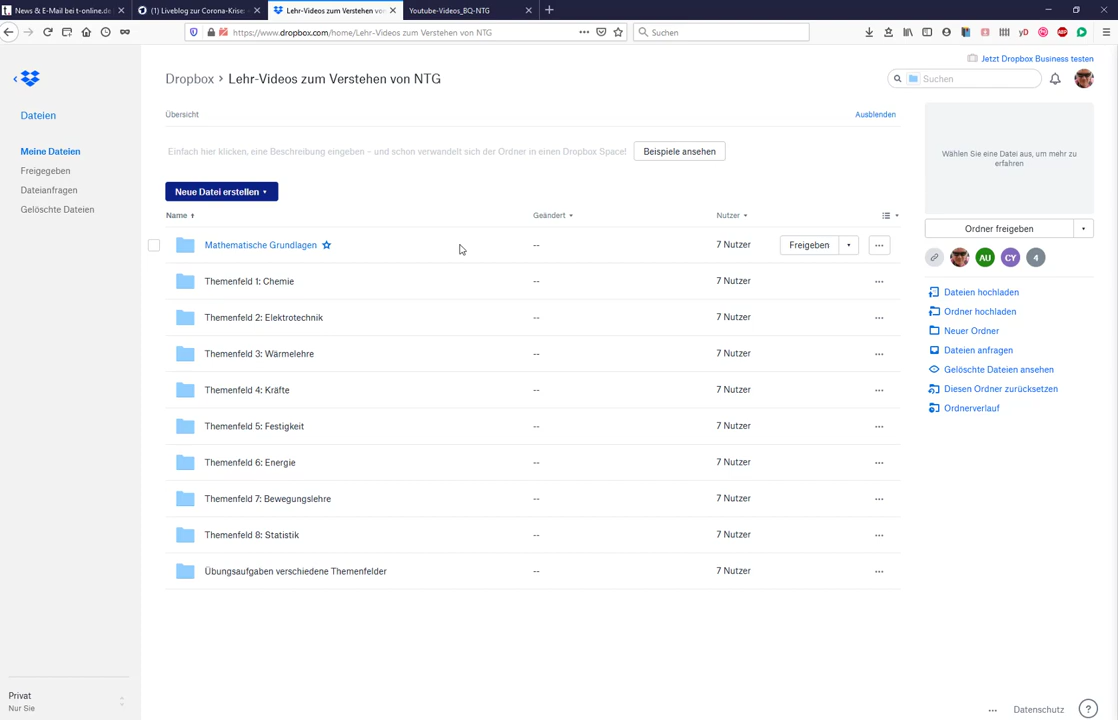 News & E-Mail bei t-online.de
(1) Liveblog zur Corona-Krise:
Lehr-Videos zum Verstehen von
Youtube-Videos_BQ-NTG
https://www.dropbox.com/home/Lehr-Videos zum Verstehen von NTG
Suchen
yD
ABP
Jetzt Dropbox Business testen
Dropbox › Lehr-Videos zum Verstehen von NTG
Suchen
Dateien
Übersicht
Ausblenden
Meine Dateien
Freigegeben
Dateianfragen
Gelöschte Dateien
Einfach hier klicken, eine Beschreibung eingeben – und schon verwandelt sich der Ordner in einen Dropbox Space!
Beispiele ansehen
Wählen Sie eine Datei aus, um mehr zu
erfahren
Neue Datei erstellen
Name ↑ Geändert Nutzer
Mathematische Grundlagen -- 7 Nutzer Freigeben ...
Themenfeld 1: Chemie -- 7 Nutzer ...
Themenfeld 2: Elektrotechnik -- 7 Nutzer ...
Themenfeld 3: Wärmelehre -- 7 Nutzer ...
Themenfeld 4: Kräfte -- 7 Nutzer ...
Themenfeld 5: Festigkeit -- 7 Nutzer ...
Themenfeld 6: Energie -- 7 Nutzer ...
Themenfeld 7: Bewegungslehre -- 7 Nutzer ...
Themenfeld 8: Statistik -- 7 Nutzer ...
Übungsaufgaben verschiedene Themenfelder -- 7 Nutzer ...
Ordner freigeben
AU CY 4
Dateien hochladen
Ordner hochladen
Neuer Ordner
Dateien anfragen
Gelöschte Dateien ansehen
Diesen Ordner zurücksetzen
Ordnerverlauf
Privat
Nur Sie
... Datenschutz ?